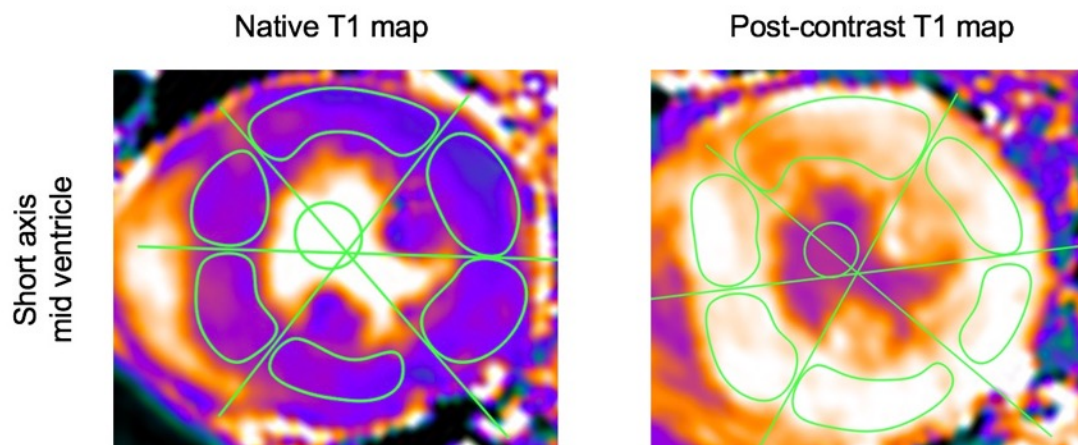 Native T1 map
Post-contrast T1 map
Short axis
mid ventricle